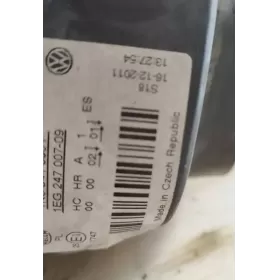 S18
16-12-2011
13:27:54
Made in Czech Republic
1EG 247 007-09
HC HR A 1 1 ES
00 00 02 01